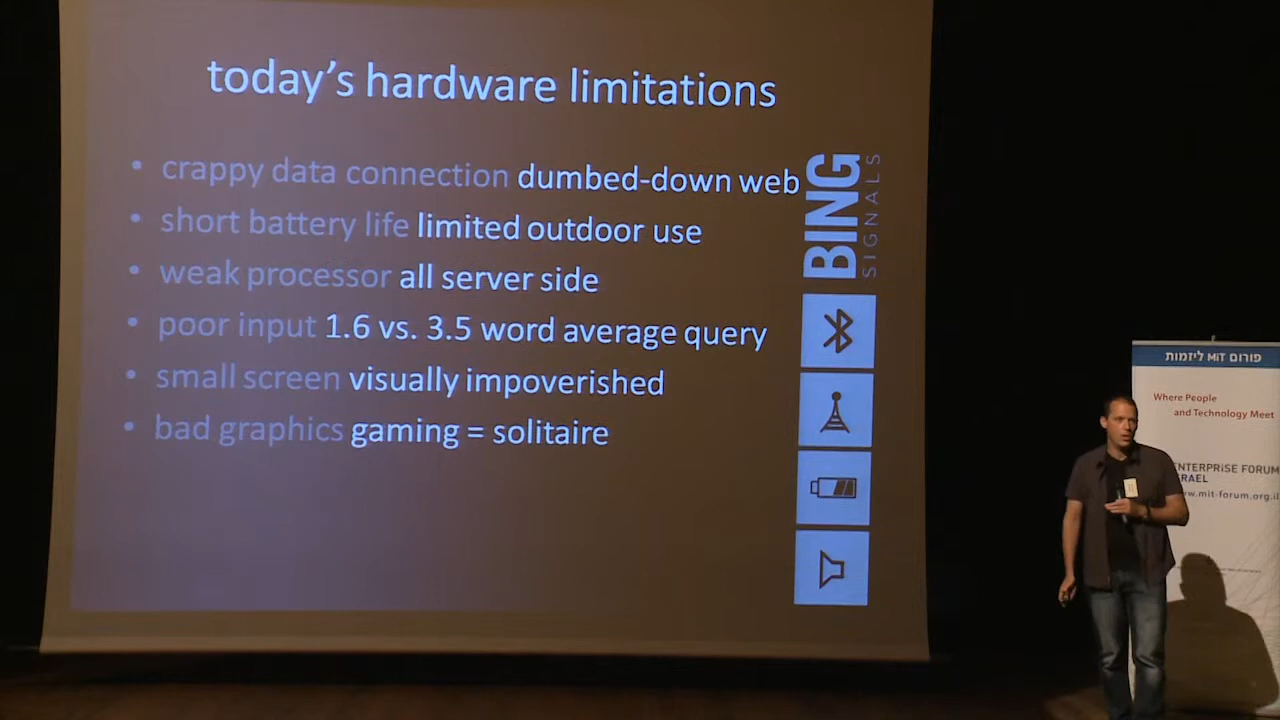 today's hardware limitations
• crappy data connection dumbed-down web
• short battery life limited outdoor use
• weak processor all server side
• poor input 1.6 vs. 3.5 word average query
• small screen visually impoverished
• bad graphics gaming = solitaire
BING
SIGNALS
פורום MiT ליזמות
Where People
and Technology Meet
ENTERPRiSE FORUM
www.mit-forum.org.il